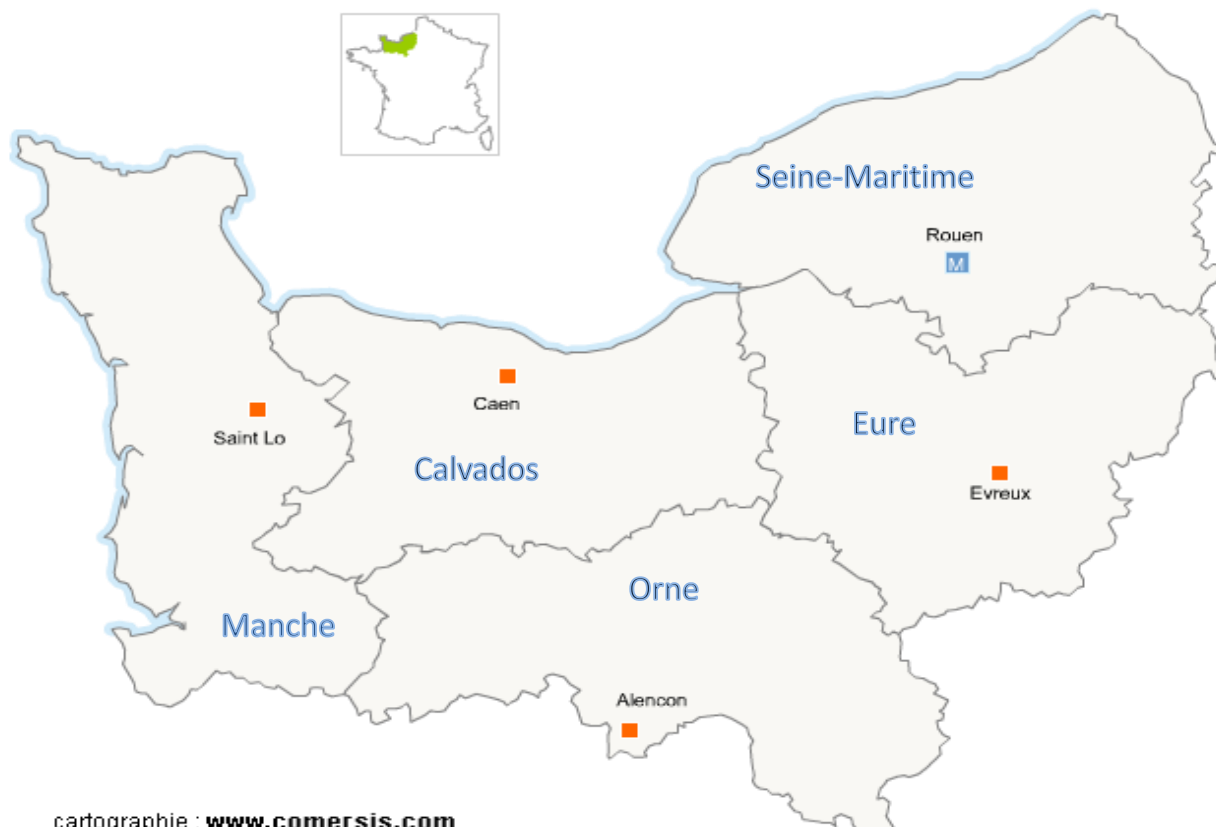 Seine-Maritime
Rouen
M
Caen
Saint Lo
Calvados
Eure
Evreux
Orne
Manche
Alencon
cartographie : www.comersis.com